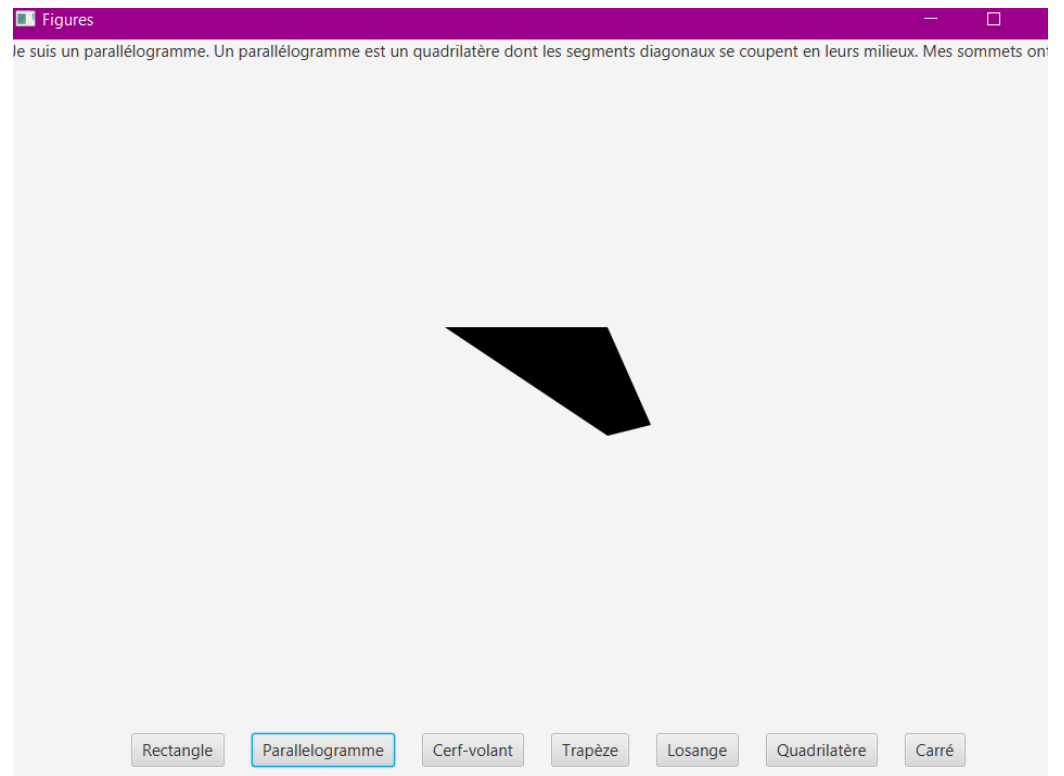 Figures
Je suis un parallélogramme. Un parallélogramme est un quadrilatère dont les segments diagonaux se coupent en leurs milieux. Mes sommets ont
Rectangle Parallelogramme Cerf-volant Trapèze Losange Quadrilatère Carré